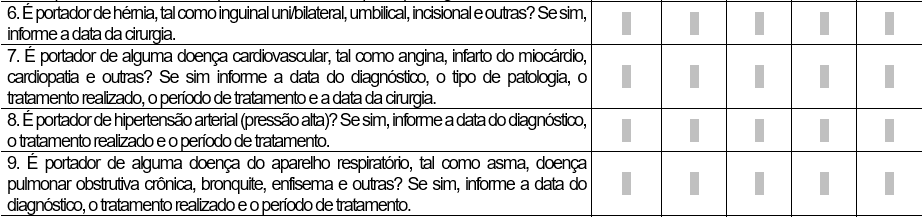 6. É portador de hérnia, tal como inguinal uni/bilateral, umbilical, incisional e outras? Se sim,
informe a data da cirurgia.
7. É portador de alguma doença cardiovascular, tal como angina, infarto do miocárdio,
cardiopatia e outras? Se sim informe a data do diagnóstico, o tipo de patologia, o
tratamento realizado, o período de tratamento e a data da cirurgia.
8. É portador de hipertensão arterial (pressão alta)? Se sim, informe a data do diagnóstico,
o tratamento realizado e o período de tratamento.
9. É portador de alguma doença do aparelho respiratório, tal como asma, doença
pulmonar obstrutiva crônica, bronquite, enfisema e outras? Se sim, informe a data do
diagnóstico, o tratamento realizado e o período de tratamento.